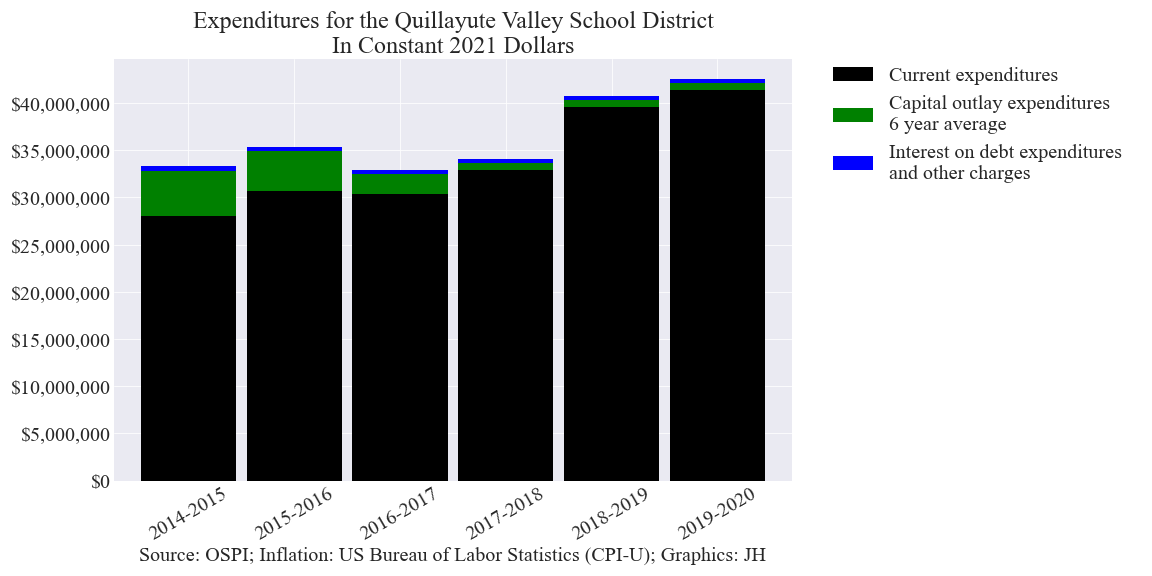 Expenditures for the Quillayute Valley School District
In Constant 2021 Dollars
Current expenditures
Capital outlay expenditures
6 year average
Interest on debt expenditures
and other charges
$40,000,000
$35,000,000
$30,000,000
$25,000,000
$20,000,000
$15,000,000
$10,000,000
$5,000,000
$0
2014-2015
2015-2016
2016-2017
2017-2018
2018-2019
2019-2020
Source: OSPI; Inflation: US Bureau of Labor Statistics (CPI-U); Graphics: JH